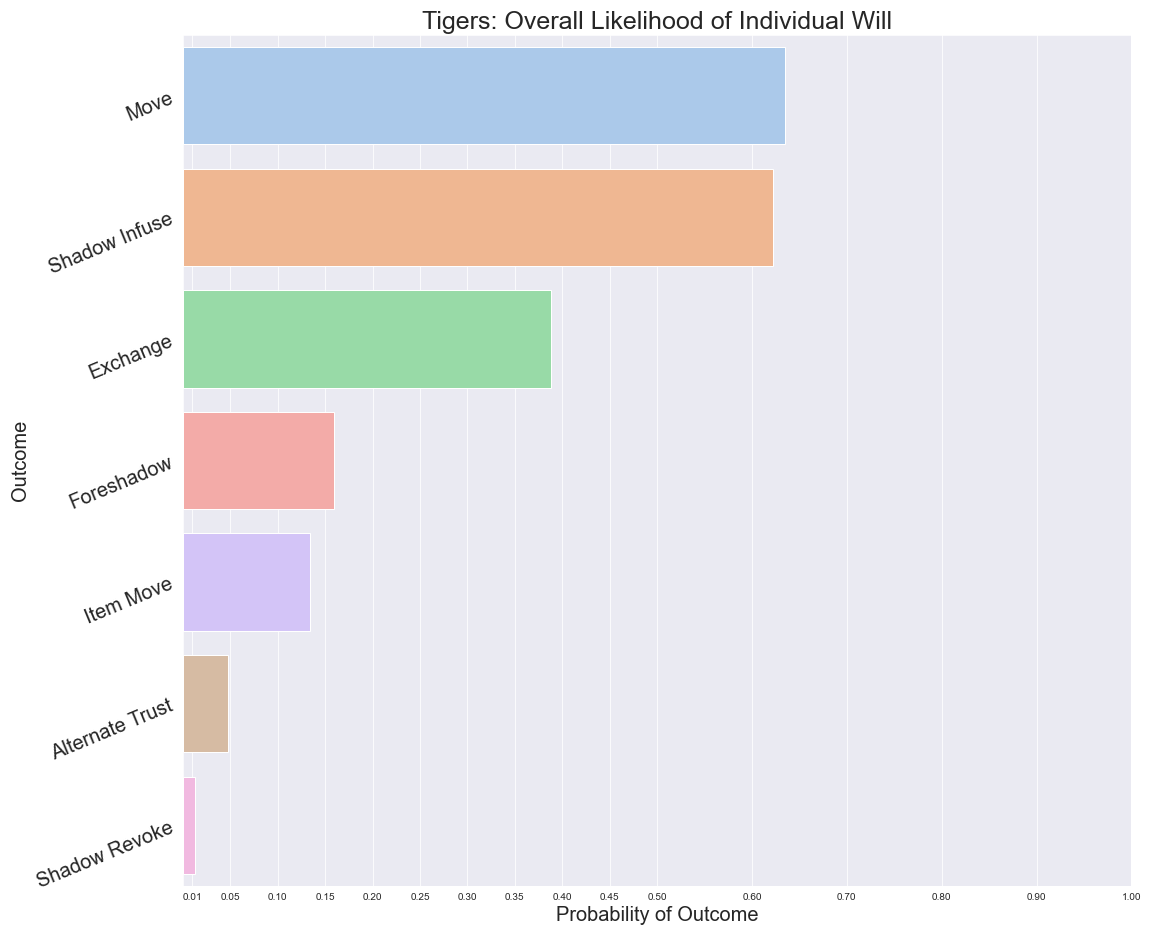 Tigers: Overall Likelihood of Individual Will
Move
Shadow Infuse
Exchange
Foreshadow
Item Move
Alternate Trust
Shadow Revoke
Outcome
0.01 0.05 0.10 0.15 0.20 0.25 0.30 0.35 0.40 0.45 0.50 0.60 0.70 0.80 0.90 1.00
Probability of Outcome